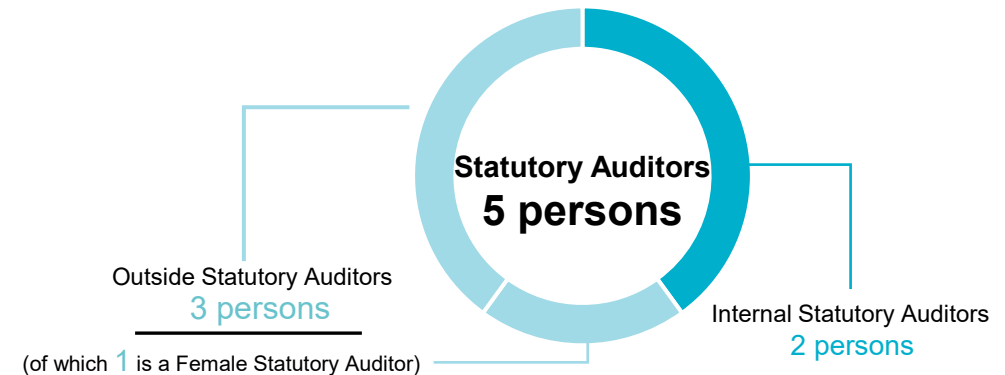 Statutory Auditors
5 persons
Outside Statutory Auditors
3 persons
(of which 1 is a Female Statutory Auditor)
Internal Statutory Auditors
2 persons